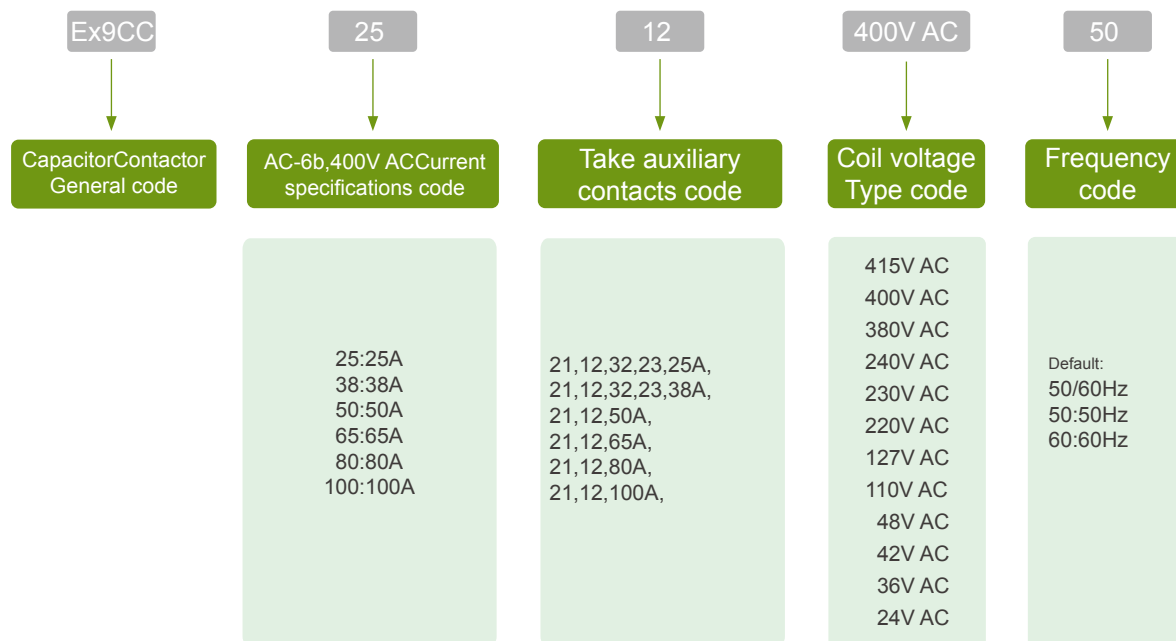 Ex9CC
25
12
400V AC
50
CapacitorContactor
General code
AC-6b,400V ACCurrent
specifications code
Take auxiliary
contacts code
Coil voltage
Type code
Frequency
code
25:25A
38:38A
50:50A
65:65A
80:80A
100:100A
21,12,32,23,25A,
21,12,32,23,38A,
21,12,50A,
21,12,65A,
21,12,80A,
21,12,100A,
415V AC
400V AC
380V AC
240V AC
230V AC
220V AC
127V AC
110V AC
48V AC
42V AC
36V AC
24V AC
Default:
50/60Hz
50:50Hz
60:60Hz